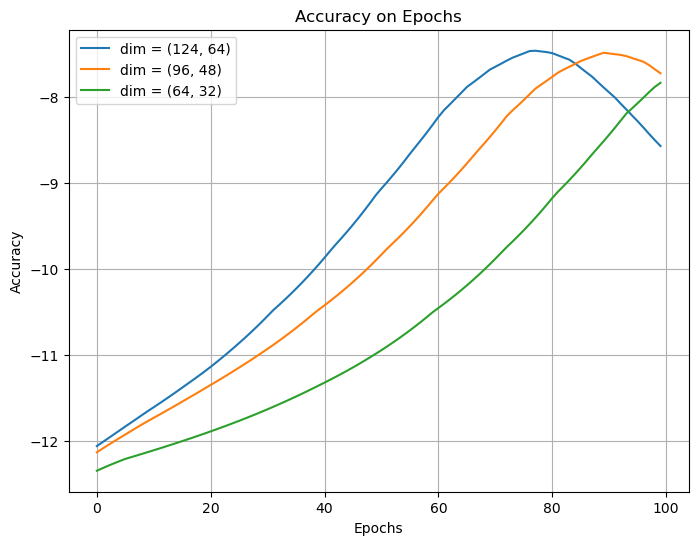 Accuracy on Epochs
dim = (124, 64)
dim = (96, 48)
dim = (64, 32)
−8
−9
−10
−11
−12
Accuracy
0 20 40 60 80 100
Epochs